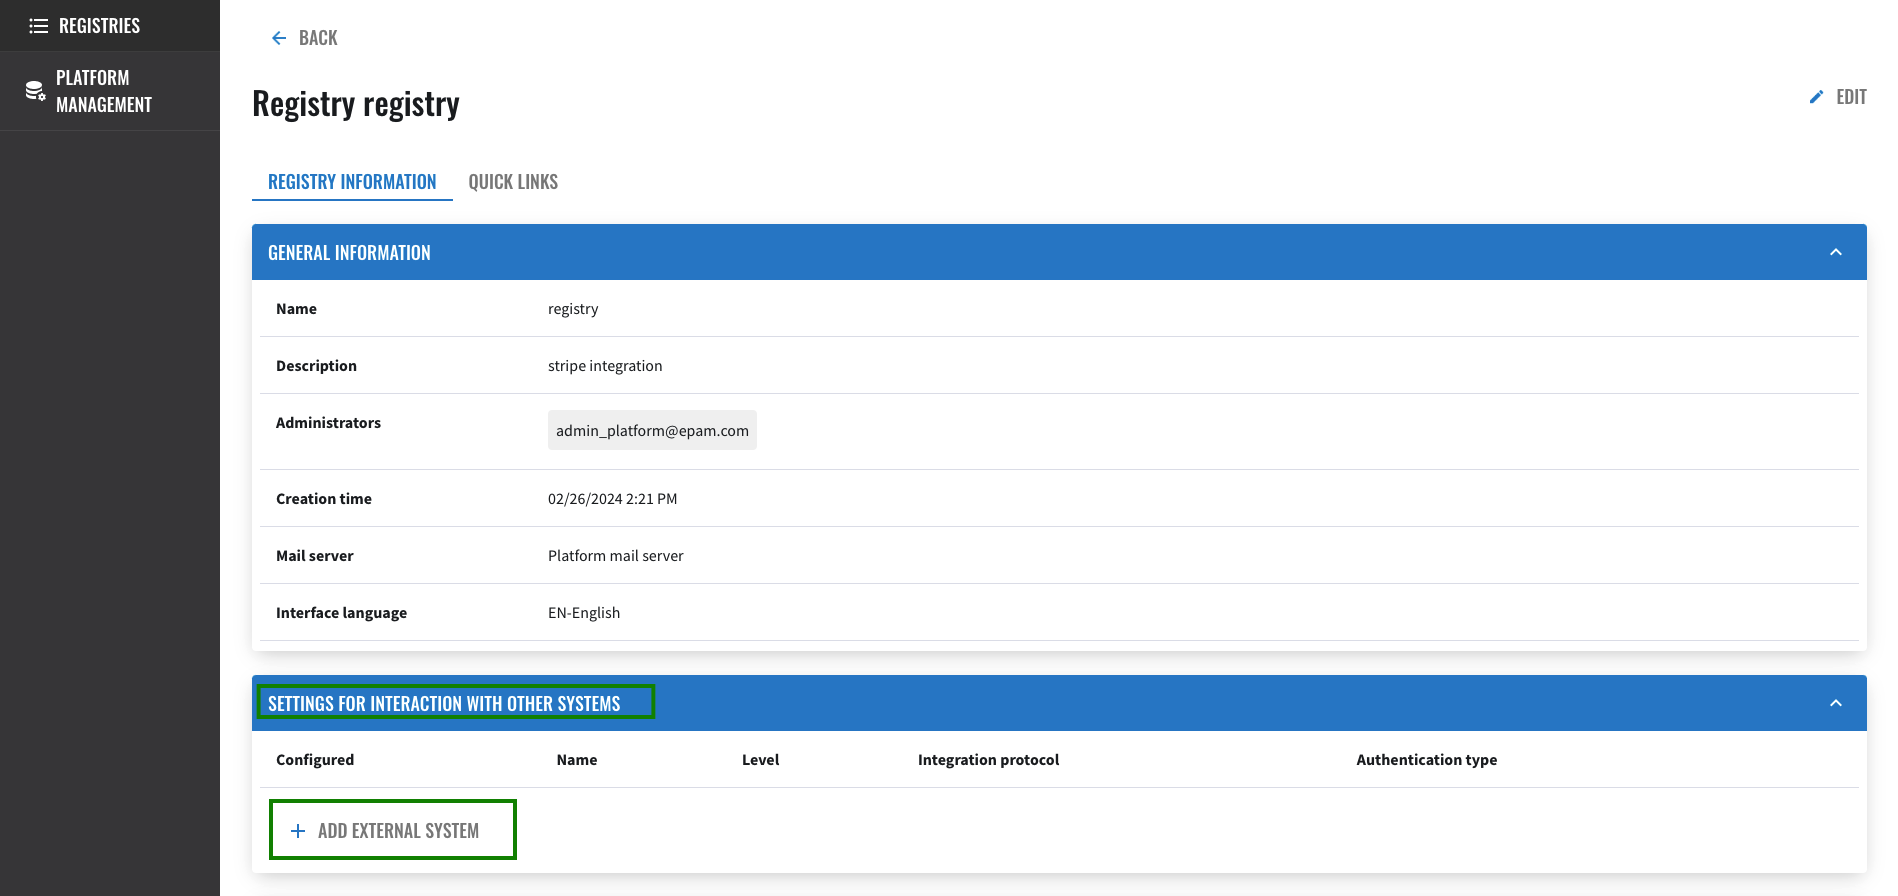 REGISTRIES
PLATFORM
MANAGEMENT
BACK
Registry registry
EDIT
REGISTRY INFORMATION QUICK LINKS
GENERAL INFORMATION
Name registry
Description stripe integration
Administrators admin_platform@epam.com
Creation time 02/26/2024 2:21 PM
Mail server Platform mail server
Interface language EN-English
SETTINGS FOR INTERACTION WITH OTHER SYSTEMS
Configured Name Level Integration protocol Authentication type
ADD EXTERNAL SYSTEM